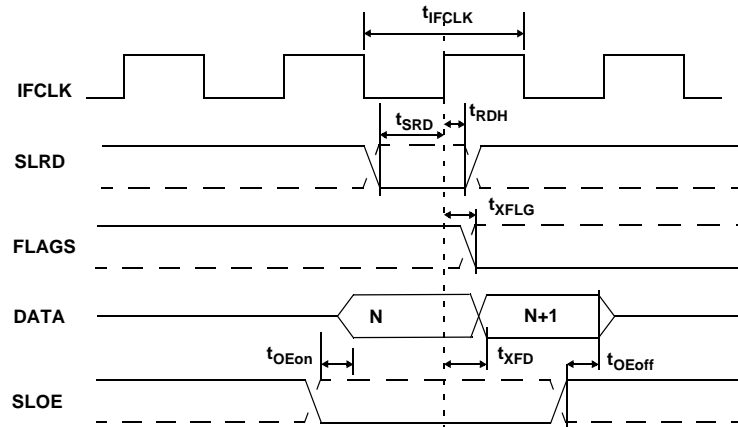 tIFCLK
IFCLK
tSRD
tRDH
SLRD
tXFLG
FLAGS
DATA
N
N+1
tOEon
tXFD
tOEoff
SLOE